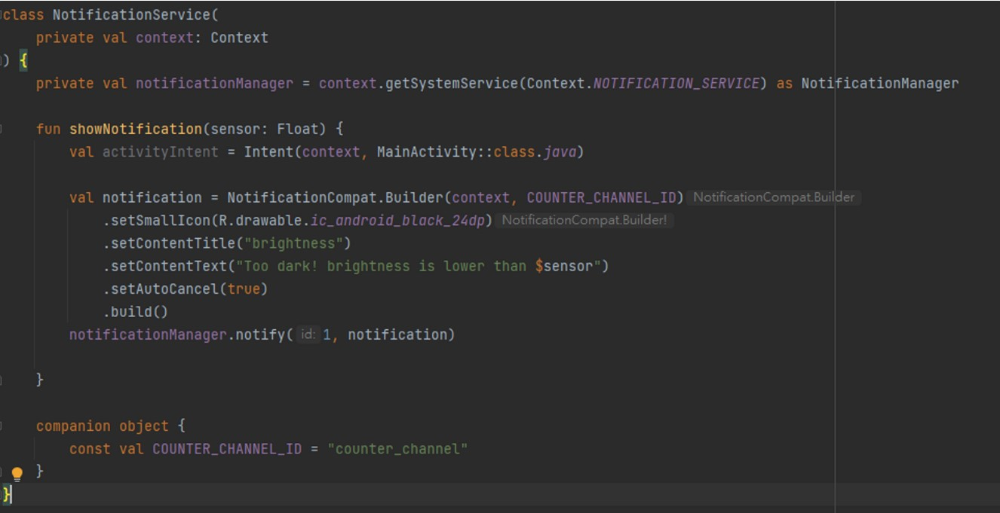 class NotificationService(
    private val context: Context
) {
    private val notificationManager = context.getSystemService(Context.NOTIFICATION_SERVICE) as NotificationManager
    fun showNotification(sensor: Float) {
        val activityIntent = Intent(context, MainActivity::class.java)
        val notification = NotificationCompat.Builder(context, COUNTER_CHANNEL_ID) NotificationCompat.Builder
            .setSmallIcon(R.drawable.ic_android_black_24dp) NotificationCompat.Builder!
            .setContentTitle("brightness")
            .setContentText("Too dark! brightness is lower than $sensor")
            .setAutoCancel(true)
            .build()
        notificationManager.notify( id: 1, notification)
    }
    companion object {
        const val COUNTER_CHANNEL_ID = "counter_channel"
    }
}